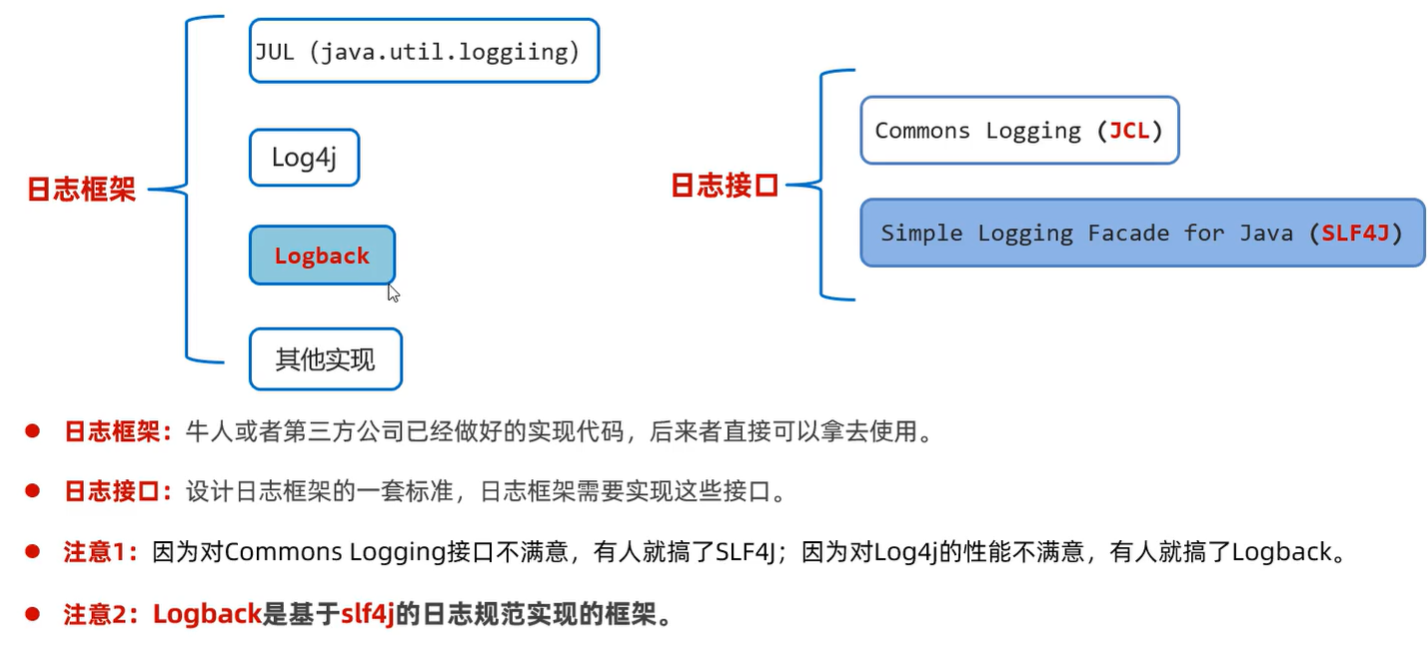 日志框架
JUL (java.util.loggiing)
Log4j
Logback
其他实现
日志接口
Commons Logging (JCL)
Simple Logging Facade for Java (SLF4J)
日志框架：牛人或者第三方公司已经做好的实现代码，后来者直接可以拿去使用。
日志接口：设计日志框架的一套标准，日志框架需要实现这些接口。
注意1：因为对Commons Logging接口不满意，有人就搞了SLF4J；因为对Log4j的性能不满意，有人就搞了Logback。
注意2：Logback是基于slf4j的日志规范实现的框架。